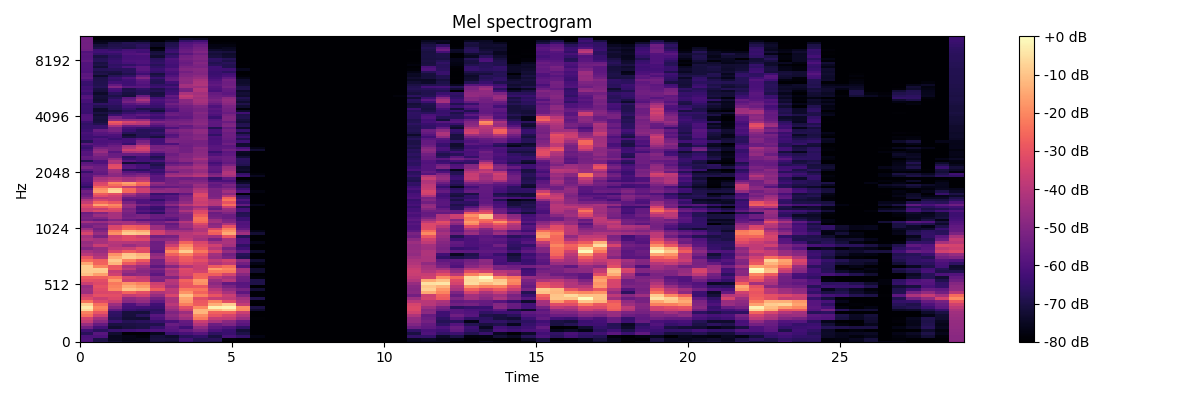 Mel spectrogram
+0 dB
8192
-10 dB
4096
-20 dB
-30 dB
2048
Hz
-40 dB
1024
-50 dB
-60 dB
512
-70 dB
0
-80 dB
0 5 10 15 20 25
Time